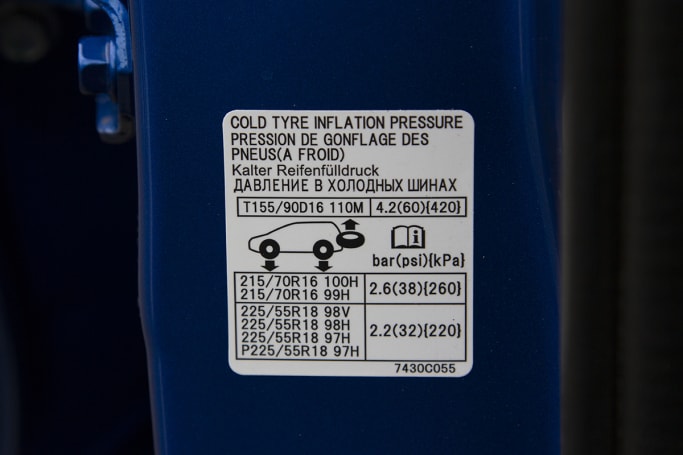 COLD TYRE INFLATION PRESSURE
PRESSION DE GONFLAGE DES
PNEUS(A FROID)
Kalter Reifenfülldruck
ДАВЛЕНИЕ В ХОЛОДНЫХ ШИНАХ
T155/90D16 110M 4.2(60){420}
bar(psi){kPa}
215/70R16 100H
215/70R16 99H
2.6(38){260}
225/55R18 98V
225/55R18 98H
225/55R18 97H
P225/55R18 97H
2.2(32){220}
7430C055